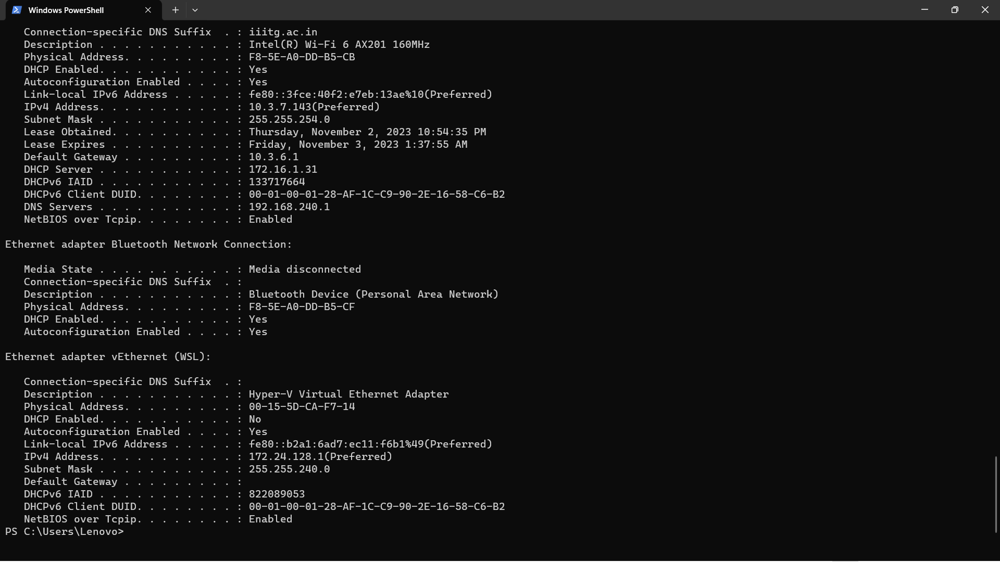 Windows PowerShell
   Connection-specific DNS Suffix  . : iiitg.ac.in
   Description . . . . . . . . . . . : Intel(R) Wi-Fi 6 AX201 160MHz
   Physical Address. . . . . . . . . : F8-5E-A0-DD-B5-CB
   DHCP Enabled. . . . . . . . . . . : Yes
   Autoconfiguration Enabled . . . . : Yes
   Link-local IPv6 Address . . . . . : fe80::3fce:40f2:e7eb:13ae%10(Preferred)
   IPv4 Address. . . . . . . . . . . : 10.3.7.143(Preferred)
   Subnet Mask . . . . . . . . . . . : 255.255.254.0
   Lease Obtained. . . . . . . . . . : Thursday, November 2, 2023 10:54:35 PM
   Lease Expires . . . . . . . . . . : Friday, November 3, 2023 1:37:55 AM
   Default Gateway . . . . . . . . . : 10.3.6.1
   DHCP Server . . . . . . . . . . . : 172.16.1.31
   DHCPv6 IAID . . . . . . . . . . . : 133717664
   DHCPv6 Client DUID. . . . . . . . : 00-01-00-01-28-AF-1C-C9-90-2E-16-58-C6-B2
   DNS Servers . . . . . . . . . . . : 192.168.240.1
   NetBIOS over Tcpip. . . . . . . . : Enabled
Ethernet adapter Bluetooth Network Connection:
   Media State . . . . . . . . . . . : Media disconnected
   Connection-specific DNS Suffix  . :
   Description . . . . . . . . . . . : Bluetooth Device (Personal Area Network)
   Physical Address. . . . . . . . . : F8-5E-A0-DD-B5-CF
   DHCP Enabled. . . . . . . . . . . : Yes
   Autoconfiguration Enabled . . . . : Yes
Ethernet adapter vEthernet (WSL):
   Connection-specific DNS Suffix  . :
   Description . . . . . . . . . . . : Hyper-V Virtual Ethernet Adapter
   Physical Address. . . . . . . . . : 00-15-5D-CA-F7-14
   DHCP Enabled. . . . . . . . . . . : No
   Autoconfiguration Enabled . . . . : Yes
   Link-local IPv6 Address . . . . . : fe80::b2a1:6ad7:ec11:f6b1%49(Preferred)
   IPv4 Address. . . . . . . . . . . : 172.24.128.1(Preferred)
   Subnet Mask . . . . . . . . . . . : 255.255.240.0
   Default Gateway . . . . . . . . . :
   DHCPv6 IAID . . . . . . . . . . . : 822089053
   DHCPv6 Client DUID. . . . . . . . : 00-01-00-01-28-AF-1C-C9-90-2E-16-58-C6-B2
   NetBIOS over Tcpip. . . . . . . . : Enabled
PS C:\Users\Lenovo>